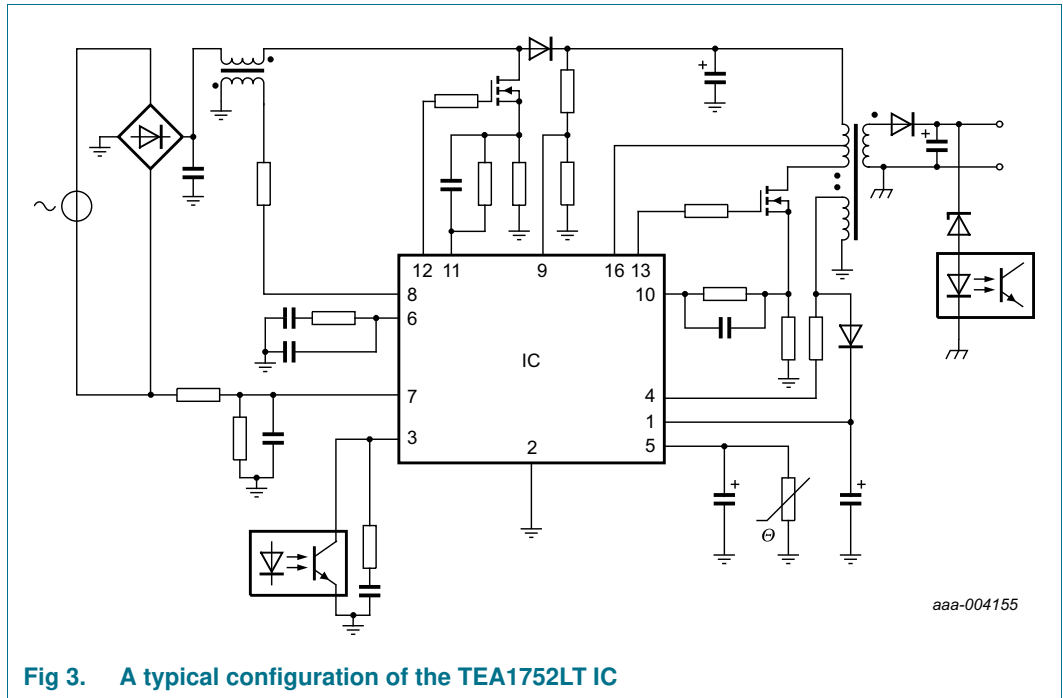 +
+
12 11 9 16 13
8 10
6
IC
7 4
1
3 2 5
+ +
Θ
aaa-004155
Fig 3. A typical configuration of the TEA1752LT IC